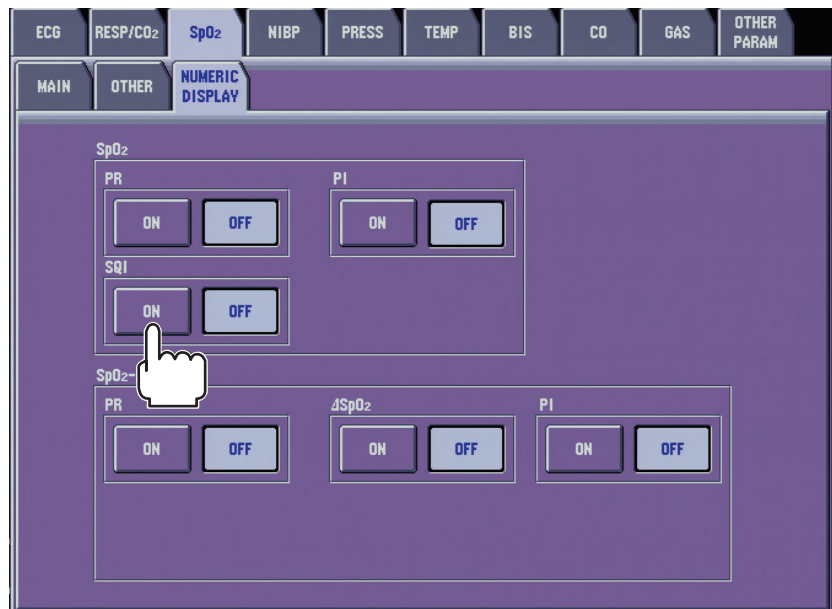 ECG RESP/CO₂ SpO₂ NIBP PRESS TEMP BIS CO GAS OTHER PARAM
MAIN OTHER NUMERIC DISPLAY
SpO₂
PR PI
ON OFF ON OFF
SQI
ON OFF
SpO₂-
PR ΔSpO₂ PI
ON OFF ON OFF ON OFF